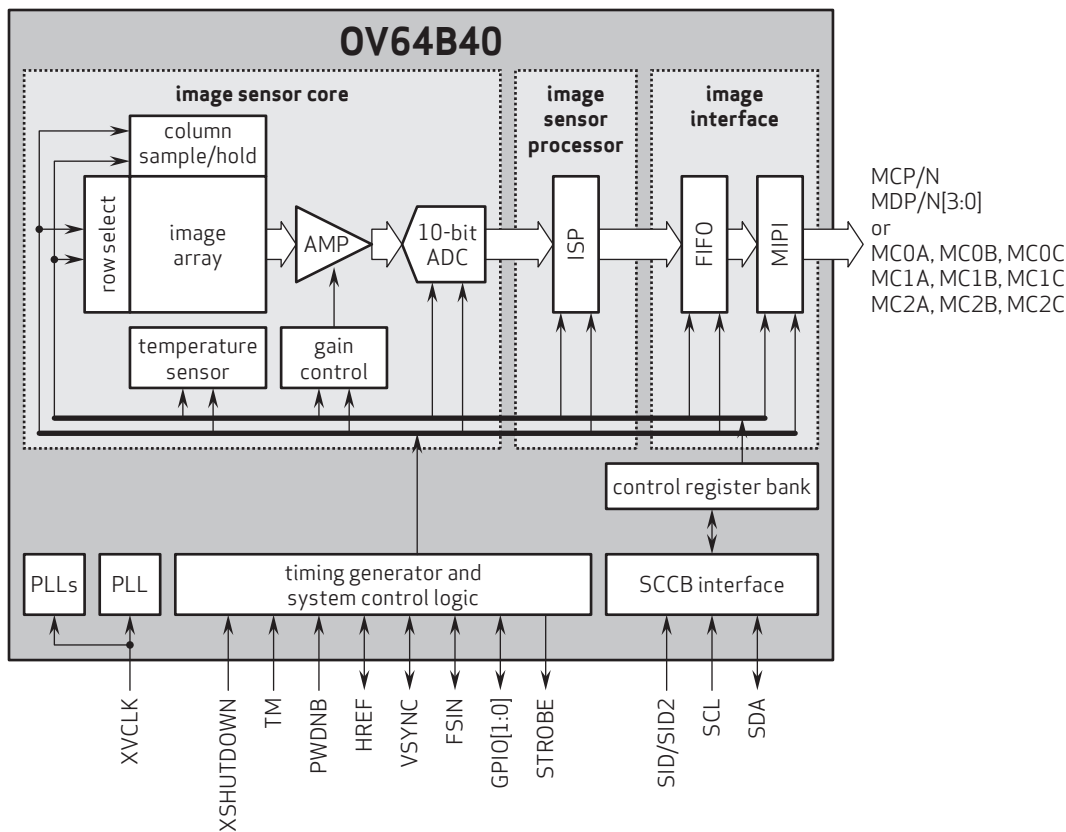 OV64B40
image sensor core
image
sensor
processor
image
interface
column
sample/hold
row select
image
array
AMP
10-bit
ADC
ISP
FIFO
MIPI
MCP/N
MDP/N[3:0]
or
MC0A, MC0B, MC0C
MC1A, MC1B, MC1C
MC2A, MC2B, MC2C
temperature
sensor
gain
control
control register bank
PLLs
PLL
timing generator and
system control logic
SCCB interface
XVCLK
XSHUTDOWN
TM
PWDNB
HREF
VSYNC
FSIN
GPIO[1:0]
STROBE
SID/SID2
SCL
SDA